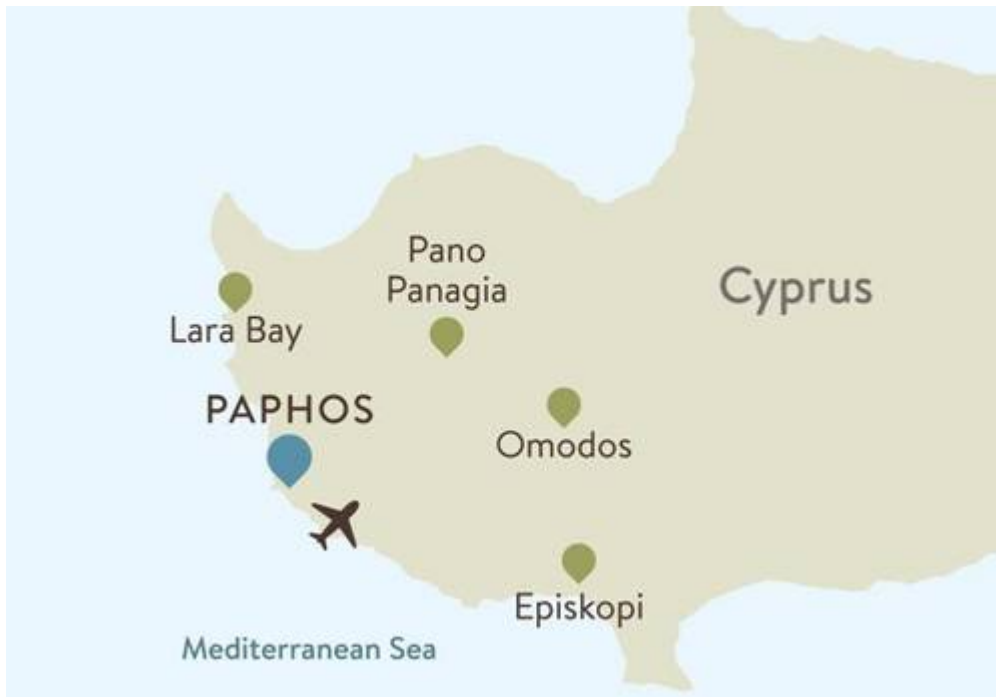 Pano
Panagia
Cyprus
Lara Bay
PAPHOS
Omodos
Episkopi
Mediterranean Sea